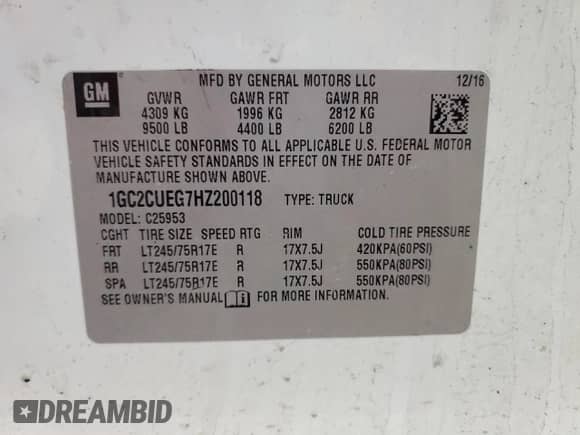 GM
MFD BY GENERAL MOTORS LLC 12/16
GVWR GAWR FRT GAWR RR
4309 KG 1996 KG 2812 KG
9500 LB 4400 LB 6200 LB
THIS VEHICLE CONFORMS TO ALL APPLICABLE U.S. FEDERAL MOTOR
VEHICLE SAFETY STANDARDS IN EFFECT ON THE DATE OF
MANUFACTURE SHOWN ABOVE.
1GC2CUEG7HZ200118 TYPE: TRUCK
MODEL: C25953
CGHT TIRE SIZE SPEED RTG RIM COLD TIRE PRESSURE
FRT LT245/75R17E R 17X7.5J 420KPA(60PSI)
RR LT245/75R17E R 17X7.5J 550KPA(80PSI)
SPA LT245/75R17E R 17X7.5J 550KPA(80PSI)
SEE OWNER'S MANUAL FOR MORE INFORMATION.
DREAMBID